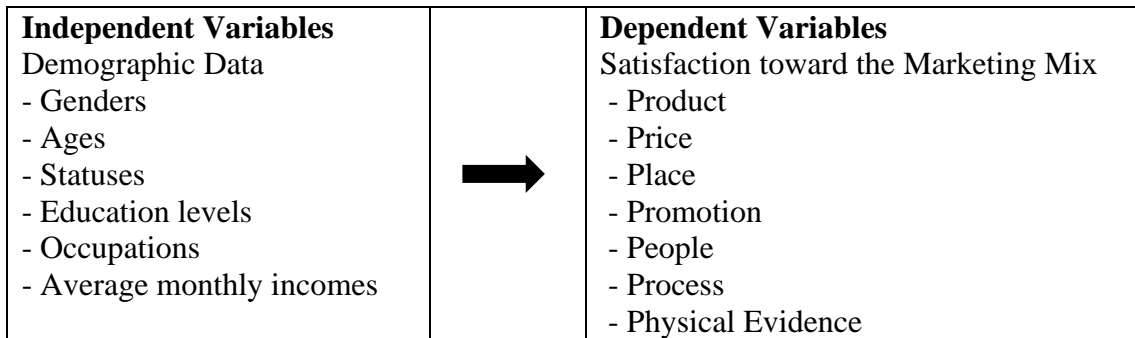 Independent Variables
Demographic Data
- Genders
- Ages
- Statuses
- Education levels
- Occupations
- Average monthly incomes
Dependent Variables
Satisfaction toward the Marketing Mix
- Product
- Price
- Place
- Promotion
- People
- Process
- Physical Evidence